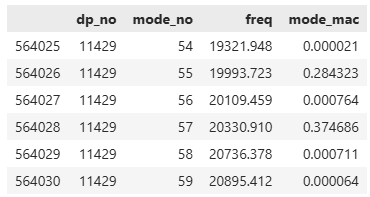 dp_no mode_no freq mode_mac
564025 11429 54 19321.948 0.000021
564026 11429 55 19993.723 0.284323
564027 11429 56 20109.459 0.000764
564028 11429 57 20330.910 0.374686
564029 11429 58 20736.378 0.000711
564030 11429 59 20895.412 0.000064